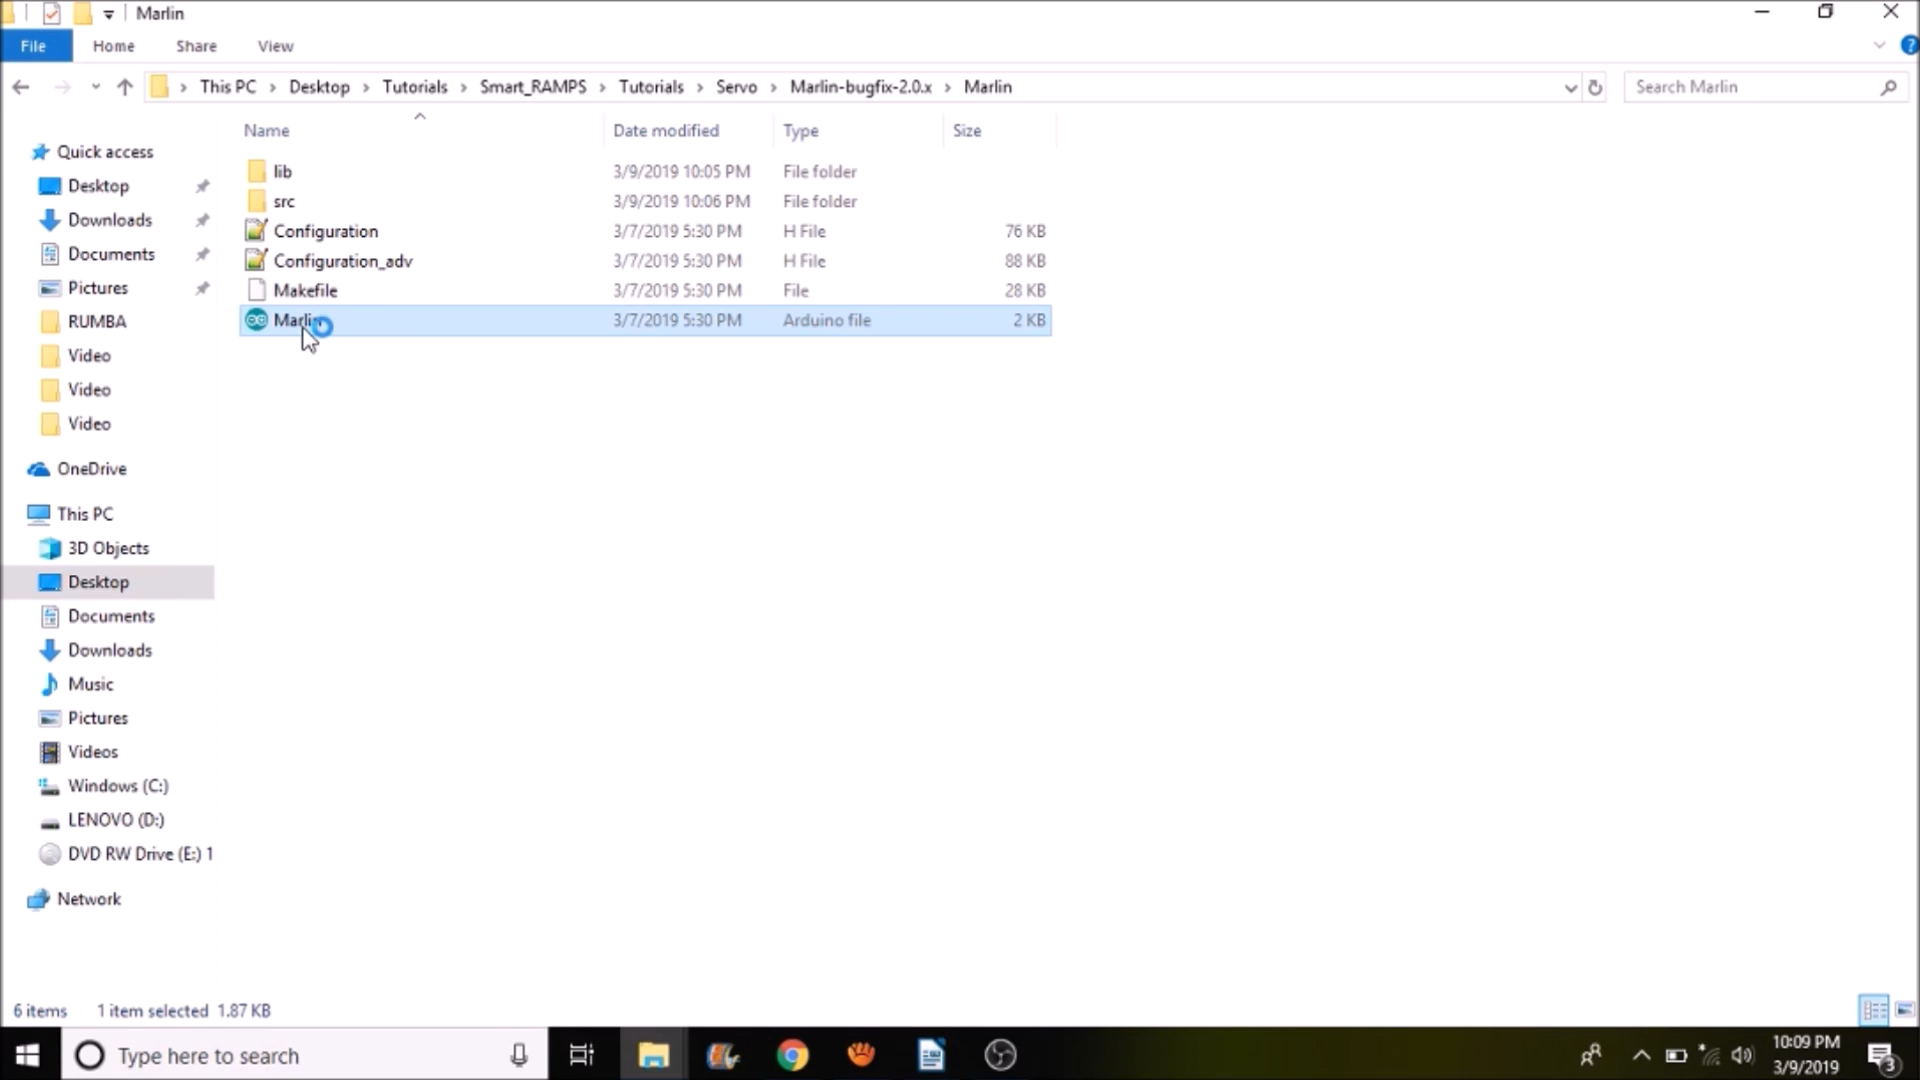 Marlin
File Home Share View
This PC Desktop Tutorials Smart_RAMPS Tutorials Servo Marlin-bugfix-2.0.x Marlin
Search Marlin
Name Date modified Type Size
lib 3/9/2019 10:05 PM File folder
src 3/9/2019 10:06 PM File folder
Configuration 3/7/2019 5:30 PM H File 76 KB
Configuration_adv 3/7/2019 5:30 PM H File 88 KB
Makefile 3/7/2019 5:30 PM File 28 KB
Marlin 3/7/2019 5:30 PM Arduino file 2 KB
Quick access
Desktop
Downloads
Documents
Pictures
RUMBA
Video
Video
Video
OneDrive
This PC
3D Objects
Desktop
Documents
Downloads
Music
Pictures
Videos
Windows (C:)
LENOVO (D:)
DVD RW Drive (E:) 1
Network
6 items 1 item selected 1.87 KB
Type here to search
10:09 PM
3/9/2019
3